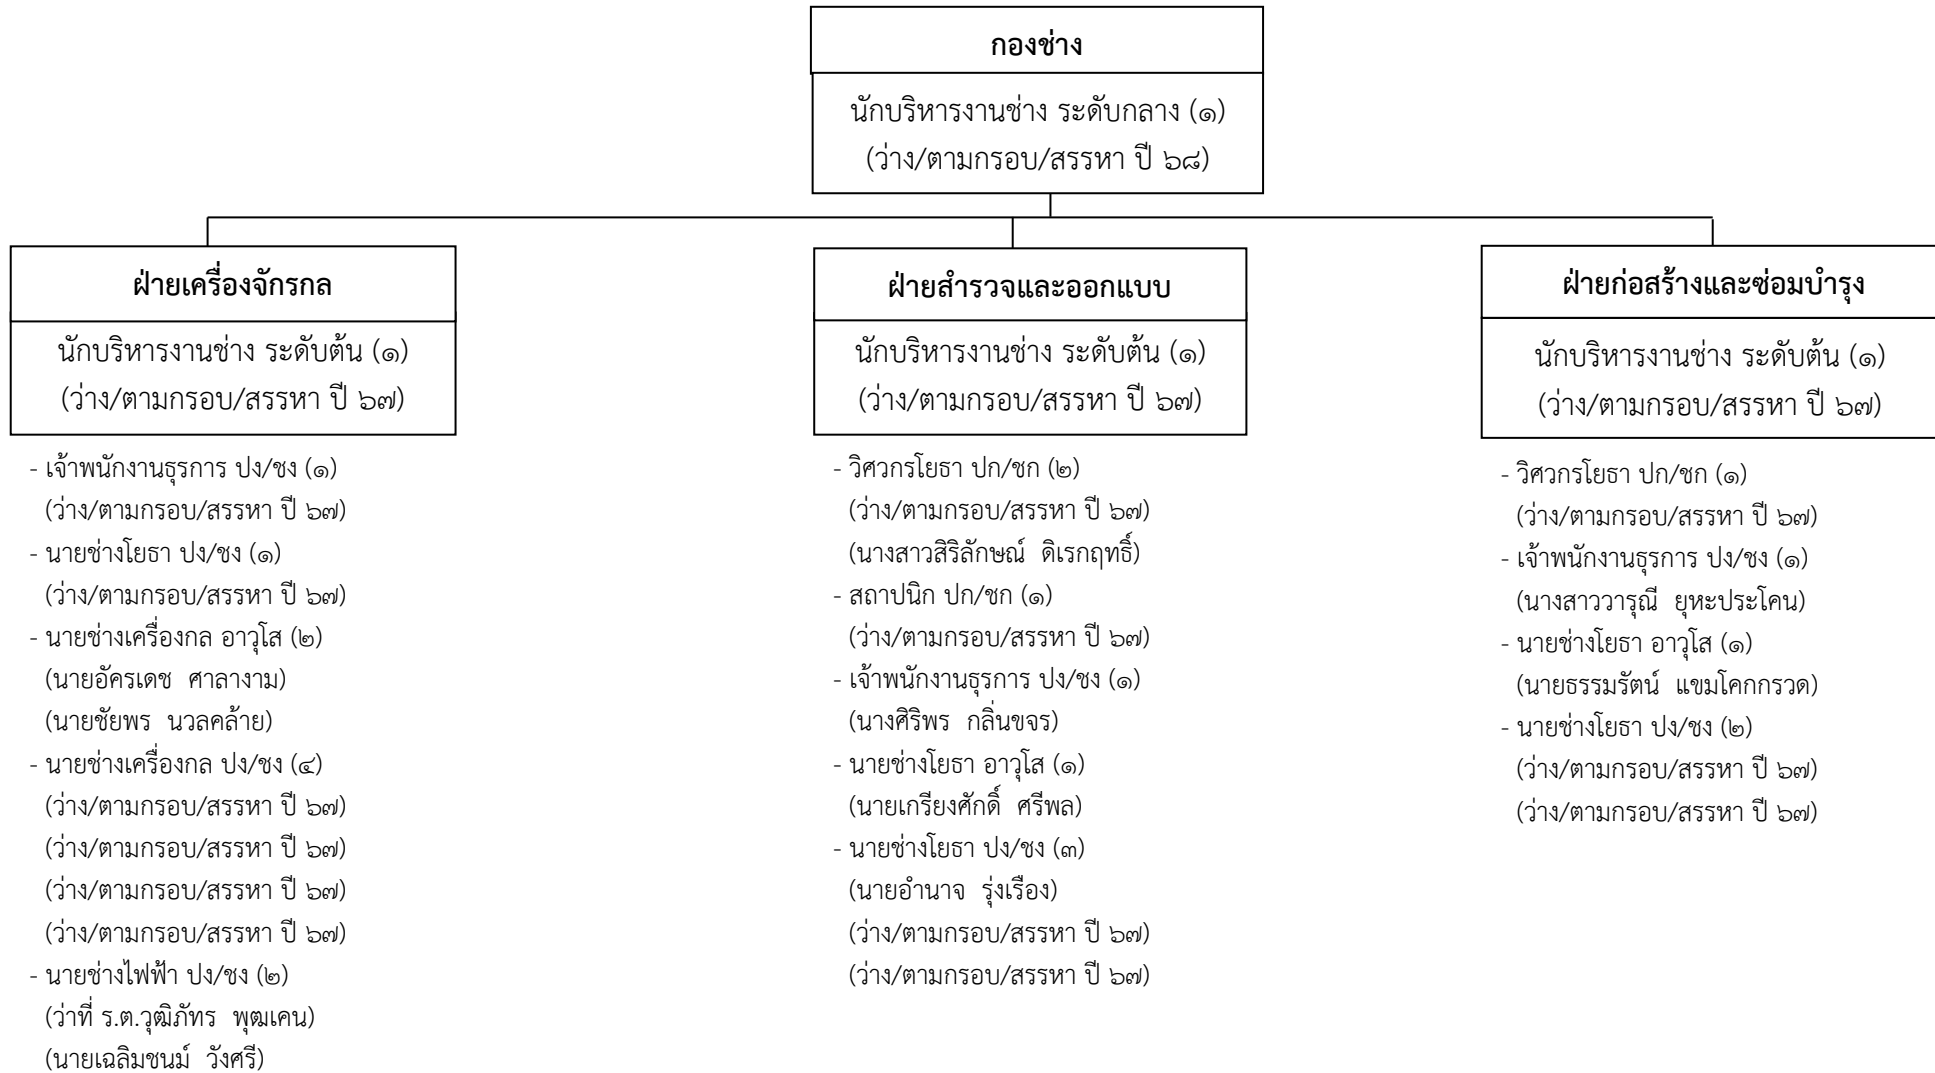 กองช่าง
นักบริหารงานช่าง ระดับกลาง (๑)
(ว่าง/ตามกรอบ/สรรหา ปี ๖๘)
ฝ่ายเครื่องจักรกล
นักบริหารงานช่าง ระดับต้น (๑)
(ว่าง/ตามกรอบ/สรรหา ปี ๖๗)
- เจ้าพนักงานธุรการ ปง/ชง (๑)
(ว่าง/ตามกรอบ/สรรหา ปี ๖๗)
- นายช่างโยธา ปง/ชง (๑)
(ว่าง/ตามกรอบ/สรรหา ปี ๖๗)
- นายช่างเครื่องกล อาวุโส (๒)
(นายอัครเดช ศาลางาม)
(นายชัยพร นวลคล้าย)
- นายช่างเครื่องกล ปง/ชง (๔)
(ว่าง/ตามกรอบ/สรรหา ปี ๖๗)
(ว่าง/ตามกรอบ/สรรหา ปี ๖๗)
(ว่าง/ตามกรอบ/สรรหา ปี ๖๗)
(ว่าง/ตามกรอบ/สรรหา ปี ๖๗)
- นายช่างไฟฟ้า ปง/ชง (๒)
(ว่าที่ ร.ต.วุฒิภัทร พุฒเคน)
(นายเฉลิมชนม์ วังศรี)
ฝ่ายสำรวจและออกแบบ
นักบริหารงานช่าง ระดับต้น (๑)
(ว่าง/ตามกรอบ/สรรหา ปี ๖๗)
- วิศวกรโยธา ปก/ชก (๒)
(ว่าง/ตามกรอบ/สรรหา ปี ๖๗)
(นางสาวสิริลักษณ์ ดิเรกฤทธิ์)
- สถาปนิก ปก/ชก (๑)
(ว่าง/ตามกรอบ/สรรหา ปี ๖๗)
- เจ้าพนักงานธุรการ ปง/ชง (๑)
(นางศิริพร กลิ่นขจร)
- นายช่างโยธา อาวุโส (๑)
(นายเกรียงศักดิ์ ศรีพล)
- นายช่างโยธา ปง/ชง (๓)
(นายอำนาจ รุ่งเรือง)
(ว่าง/ตามกรอบ/สรรหา ปี ๖๗)
(ว่าง/ตามกรอบ/สรรหา ปี ๖๗)
ฝ่ายก่อสร้างและซ่อมบำรุง
นักบริหารงานช่าง ระดับต้น (๑)
(ว่าง/ตามกรอบ/สรรหา ปี ๖๗)
- วิศวกรโยธา ปก/ชก (๑)
(ว่าง/ตามกรอบ/สรรหา ปี ๖๗)
- เจ้าพนักงานธุรการ ปง/ชง (๑)
(นางสาววารุณี ยุหะประโคน)
- นายช่างโยธา อาวุโส (๑)
(นายธรรมรัตน์ แขมโคกกรวด)
- นายช่างโยธา ปง/ชง (๒)
(ว่าง/ตามกรอบ/สรรหา ปี ๖๗)
(ว่าง/ตามกรอบ/สรรหา ปี ๖๗)